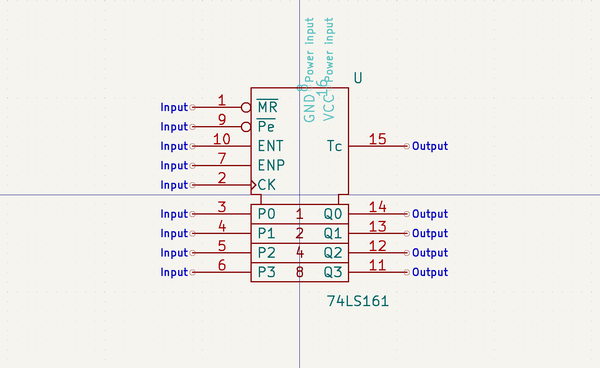 Power Input
Power Input
GND 8
VCC 16
U
Input 1 MR
Input 9 Pe
Input 10 ENT Tc 15 Output
Input 7 ENP
Input 2 CK
Input 3 P0 1 Q0 14 Output
Input 4 P1 2 Q1 13 Output
Input 5 P2 4 Q2 12 Output
Input 6 P3 8 Q3 11 Output
74LS161